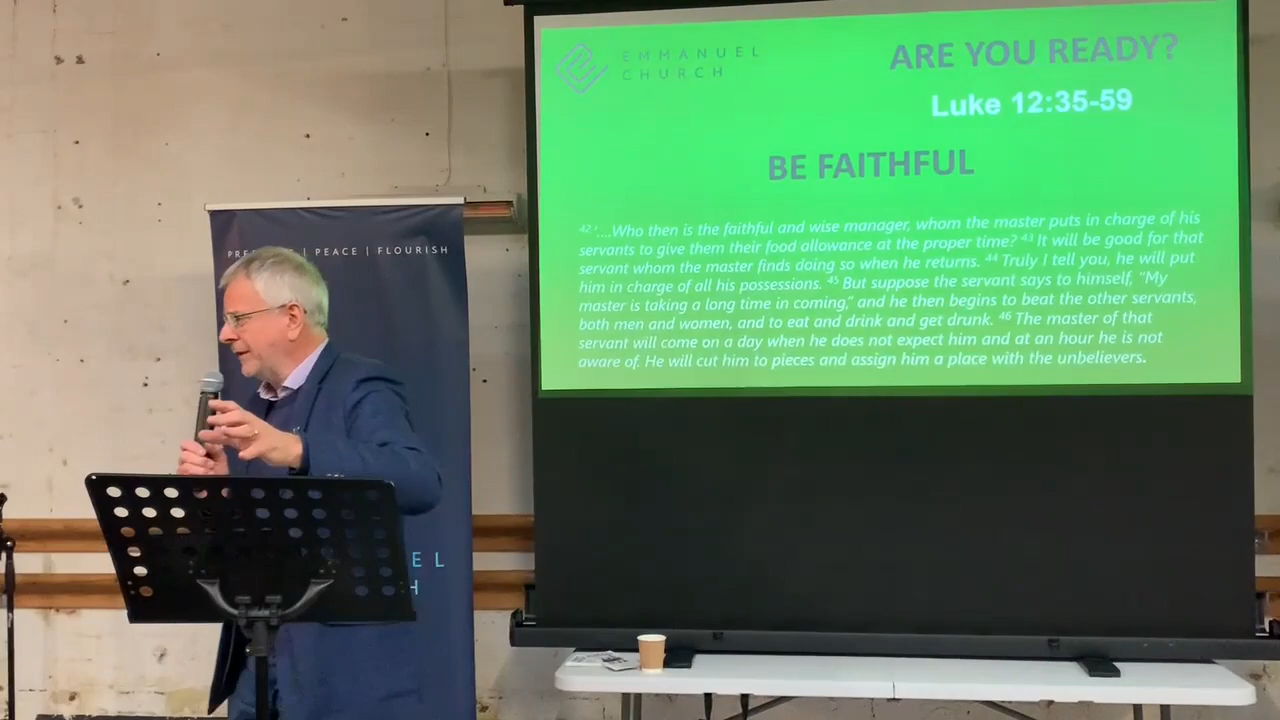 EMMANUEL
CHURCH
ARE YOU READY?
Luke 12:35-59
BE FAITHFUL
42 '....Who then is the faithful and wise manager, whom the master puts in charge of his
servants to give them their food allowance at the proper time? 43 It will be good for that
servant whom the master finds doing so when he returns. 44 Truly I tell you, he will put
him in charge of all his possessions. 45 But suppose the servant says to himself, "My
master is taking a long time in coming," and he then begins to beat the other servants,
both men and women, and to eat and drink and get drunk. 46 The master of that
servant will come on a day when he does not expect him and at an hour he is not
aware of. He will cut him to pieces and assign him a place with the unbelievers.
| PEACE | FLOURISH
EL
H